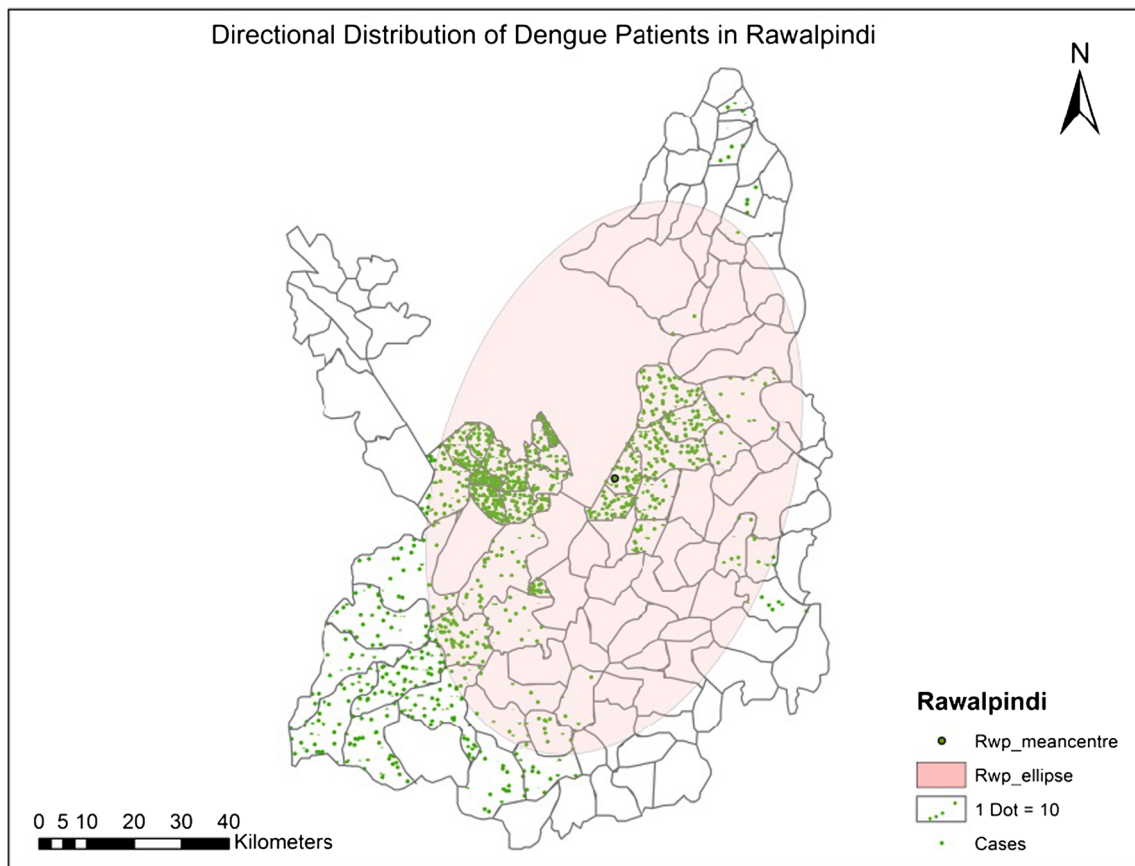 Directional Distribution of Dengue Patients in Rawalpindi
N
Rawalpindi
Rwp_meancentre
Rwp_ellipse
1 Dot = 10
Cases
0 5 10 20 30 40
Kilometers